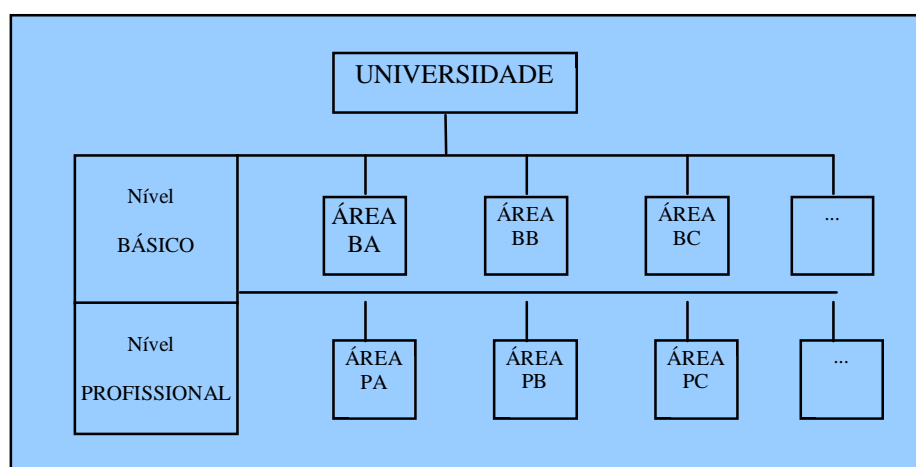 UNIVERSIDADE
Nível
BÁSICO
ÁREA
BA
ÁREA
BB
ÁREA
BC
...
Nível
PROFISSIONAL
ÁREA
PA
ÁREA
PB
ÁREA
PC
...